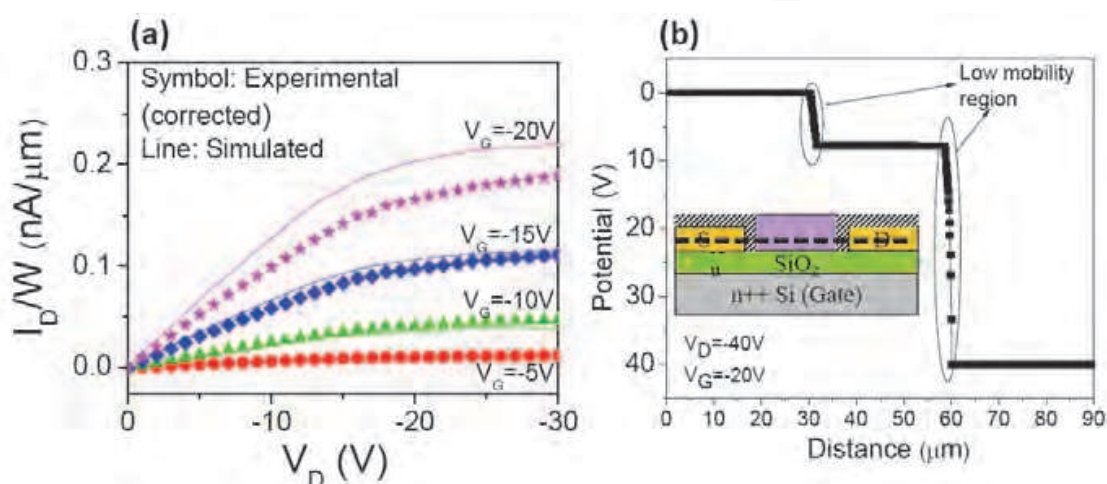 (a)
0.3
0.2
0.1
0.0
I_D/W (nA/μm)
Symbol: Experimental
(corrected)
Line: Simulated
V_G=-20V
V_G=-15V
V_G=-10V
V_G=-5V
0
-10
-20
-30
V_D (V)
(b)
Low mobility
region
0
10
20
30
40
Potential (V)
S
D
u
SiO₂
n++ Si (Gate)
V_D=-40V
V_G=-20V
0 10 20 30 40 50 60 70 80 90
Distance (μm)